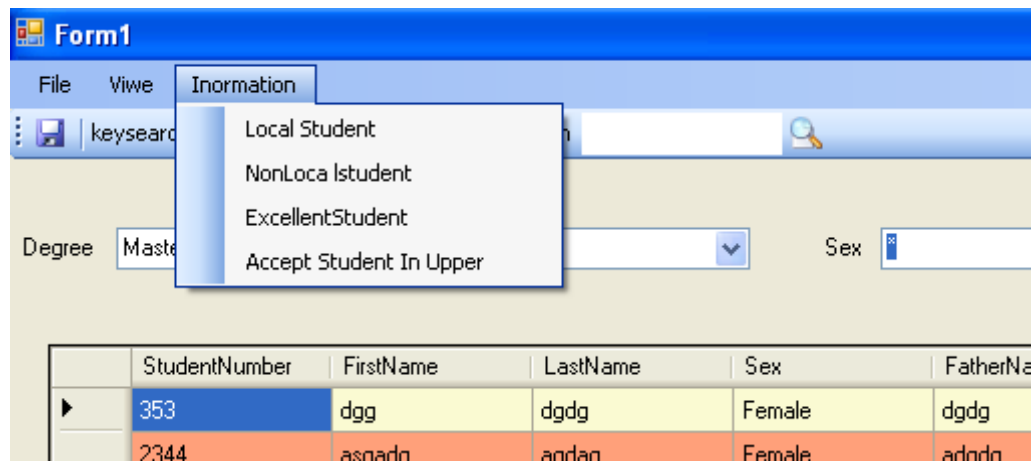 Form1
File Viwe Inormation
keysearc
Local Student
NonLoca lstudent
ExcellentStudent
Accept Student In Upper
Degree Maste Sex *
StudentNumber FirstName LastName Sex FatherNa
353 dgg dgdg Female dgdg
2344 asgadg agdag Female adgdg